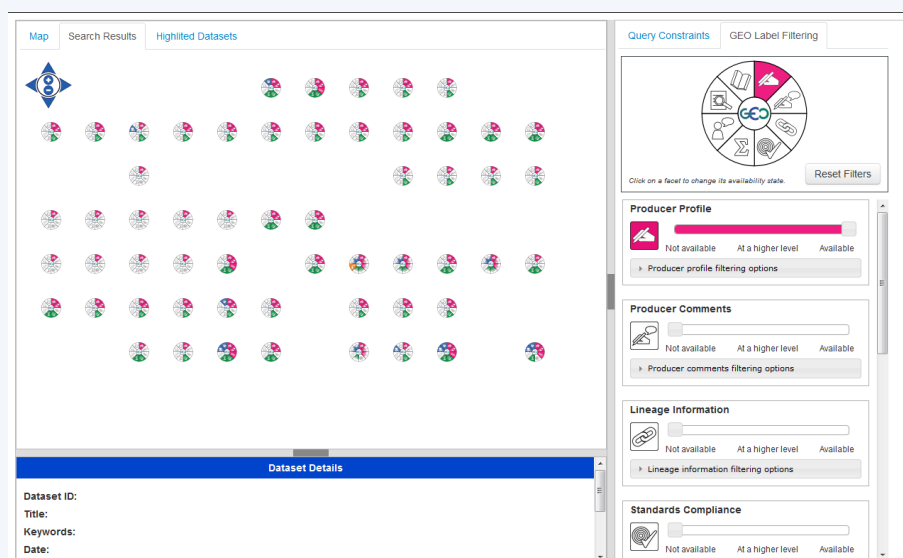 Map Search Results Highlited Datasets
Query Constraints GEO Label Filtering
GEO
Σ
Click on a facet to change its availability state.
Reset Filters
Producer Profile
Not available At a higher level Available
Producer profile filtering options
Producer Comments
Not available At a higher level Available
Producer comments filtering options
Lineage Information
Not available At a higher level Available
Lineage information filtering options
Standards Compliance
Not available At a higher level Available
Dataset Details
Dataset ID:
Title:
Keywords:
Date: